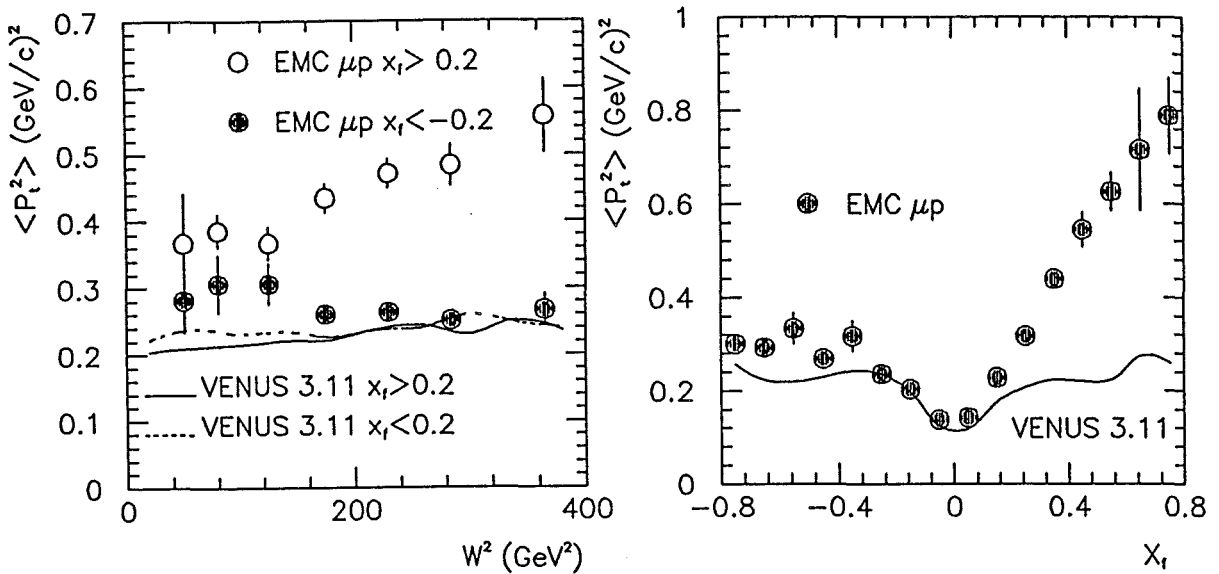 <P_t^2> (GeV/c)^2
0.7
0.6
0.5
0.4
0.3
0.2
0.1
0
EMC μp x_f> 0.2
EMC μp x_f<−0.2
VENUS 3.11 x_f>0.2
VENUS 3.11 x_f<0.2
0
200
400
W^2 (GeV^2)
<P_t^2> (GeV/c)^2
1
0.8
0.6
0.4
0.2
0
EMC μp
VENUS 3.11
−0.8
−0.4
0
0.4
0.8
X_f